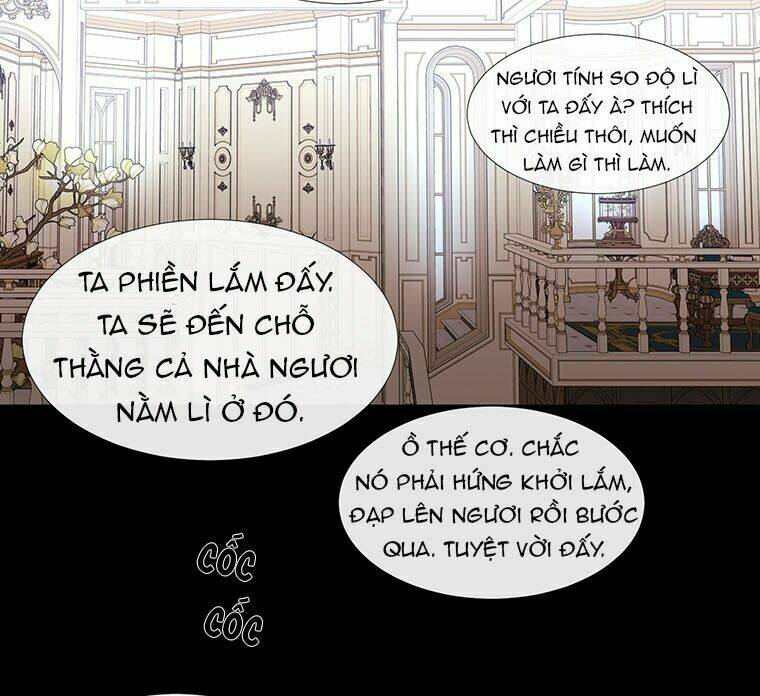 NGƯƠI TÍNH SO ĐỘ LÌ
VỚI TA ĐẤY À? THÍCH
THÌ CHIỀU THÔI, MUỐN
LÀM GÌ THÌ LÀM.
TA PHIỀN LẮM ĐẤY.
TA SẼ ĐẾN CHỖ
THẰNG CẢ NHÀ NGƯƠI
NẰM LÌ Ở ĐÓ.
Ồ THẾ CƠ. CHẮC
NÓ PHẢI HỨNG KHỞI LẮM,
ĐẠP LÊN NGƯƠI RỒI BƯỚC
QUA. TUYỆT VỜI ĐẤY.
CỐC
CỐC